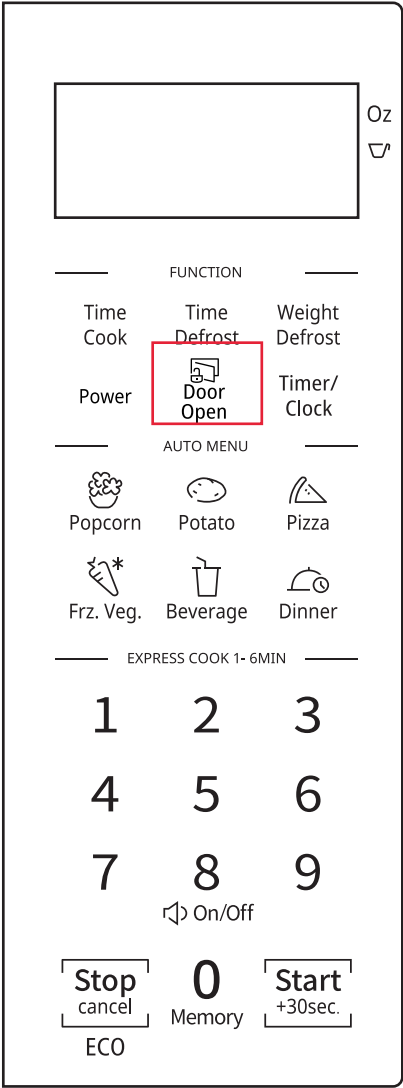 Oz
FUNCTION
Time Cook
Time Defrost
Weight Defrost
Power
Door Open
Timer/ Clock
AUTO MENU
Popcorn
Potato
Pizza
Frz. Veg.
Beverage
Dinner
EXPRESS COOK 1- 6MIN
1 2 3
4 5 6
7 8 9
On/Off
Stop
cancel
ECO
0
Memory
Start
+30sec.